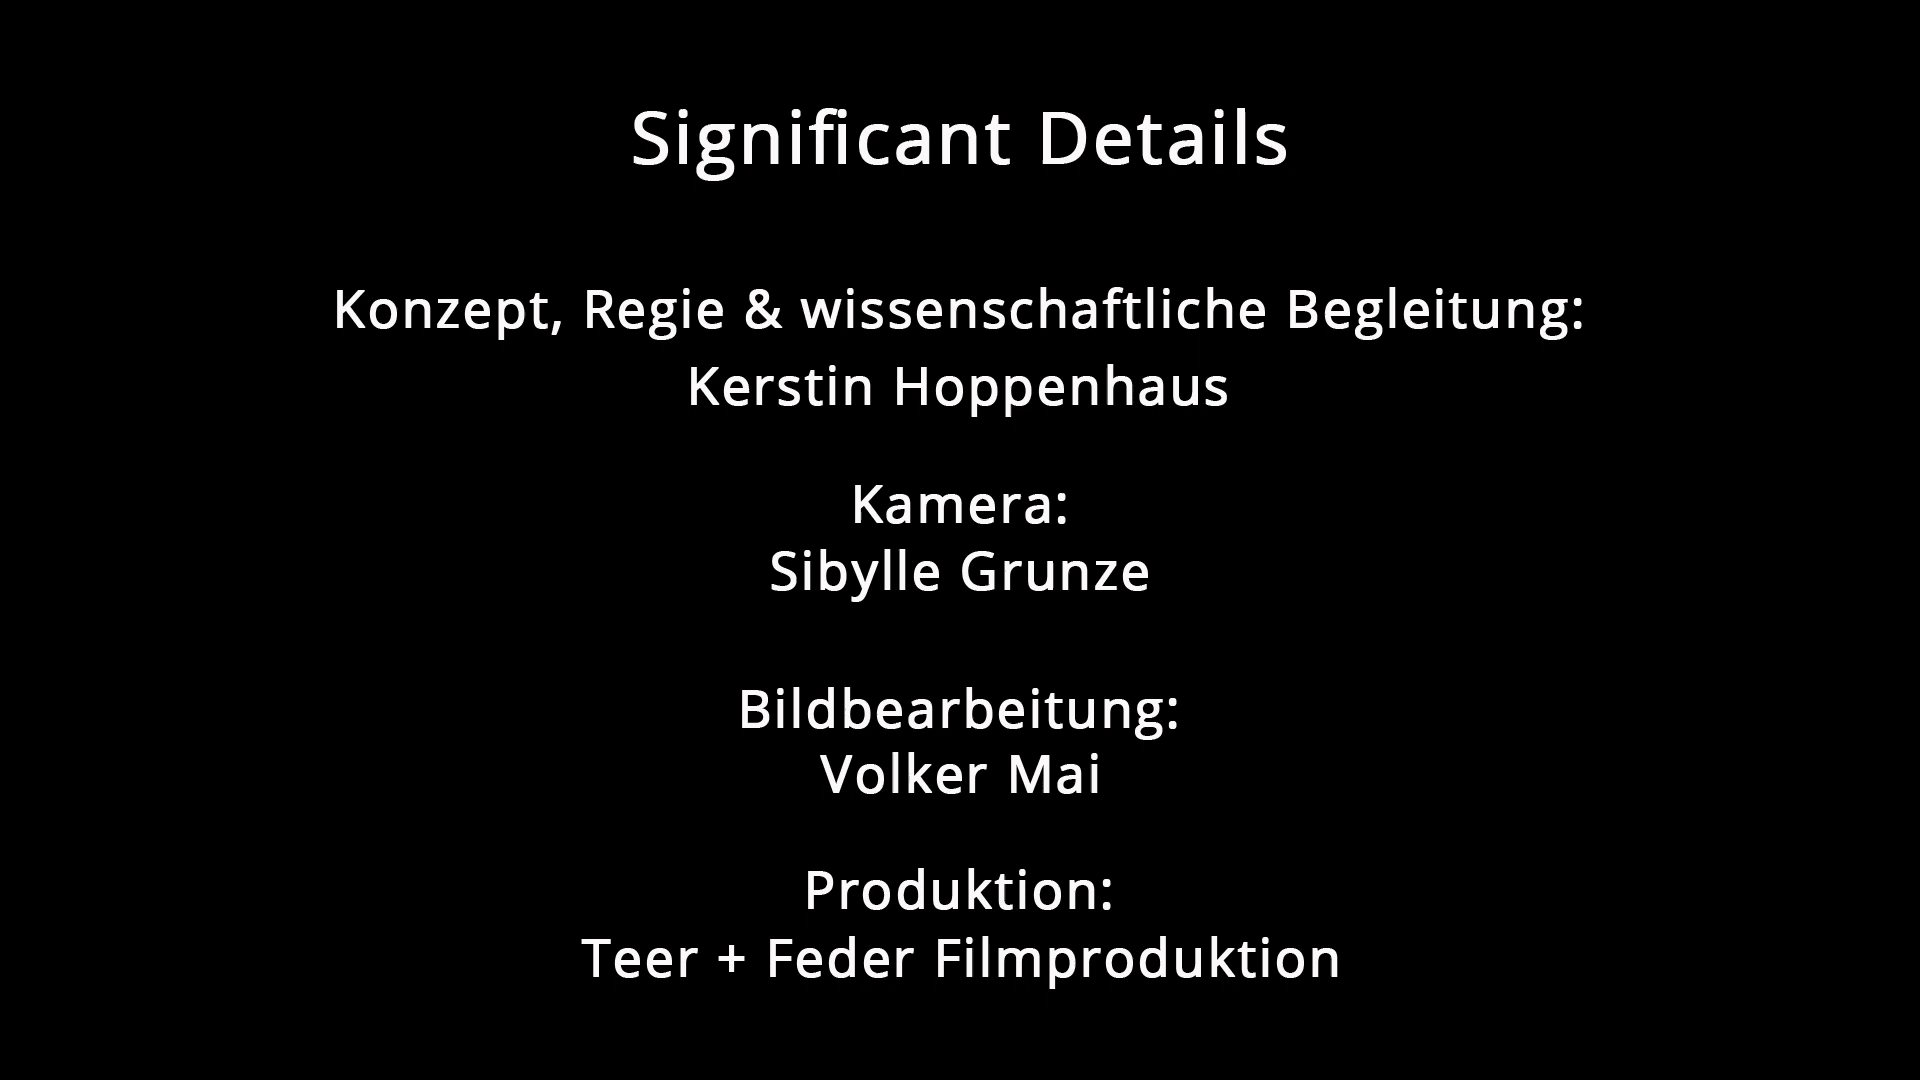 Significant Details
Konzept, Regie & wissenschaftliche Begleitung:
Kerstin Hoppenhaus
Kamera:
Sibylle Grunze
Bildbearbeitung:
Volker Mai
Produktion:
Teer + Feder Filmproduktion